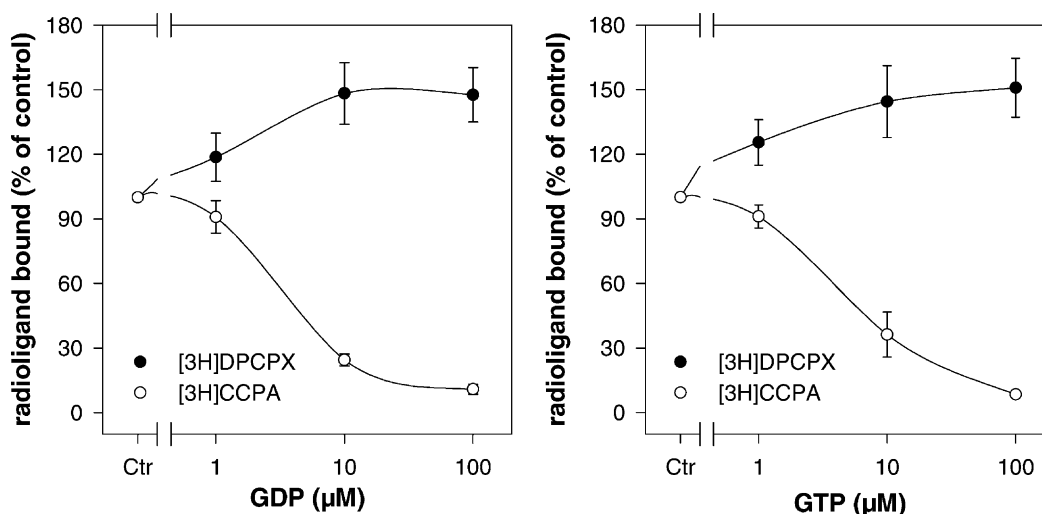 radioligand bound (% of control)
180
150
120
90
60
30
0
[3H]DPCPX
[3H]CCPA
Ctr 1 10 100
GDP (µM)
radioligand bound (% of control)
180
150
120
90
60
30
0
[3H]DPCPX
[3H]CCPA
Ctr 1 10 100
GTP (µM)